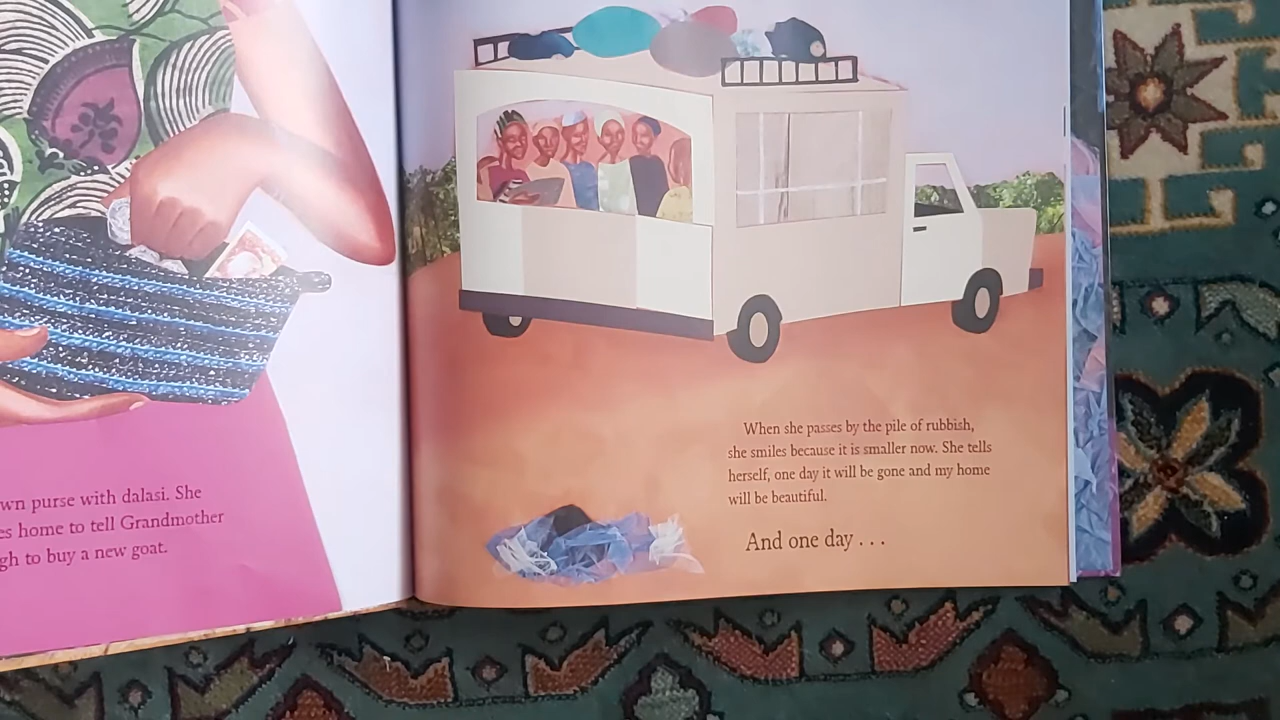 wn purse with dalasi. She
es home to tell Grandmother
gh to buy a new goat.
When she passes by the pile of rubbish,
she smiles because it is smaller now. She tells
herself, one day it will be gone and my home
will be beautiful.
And one day . . .